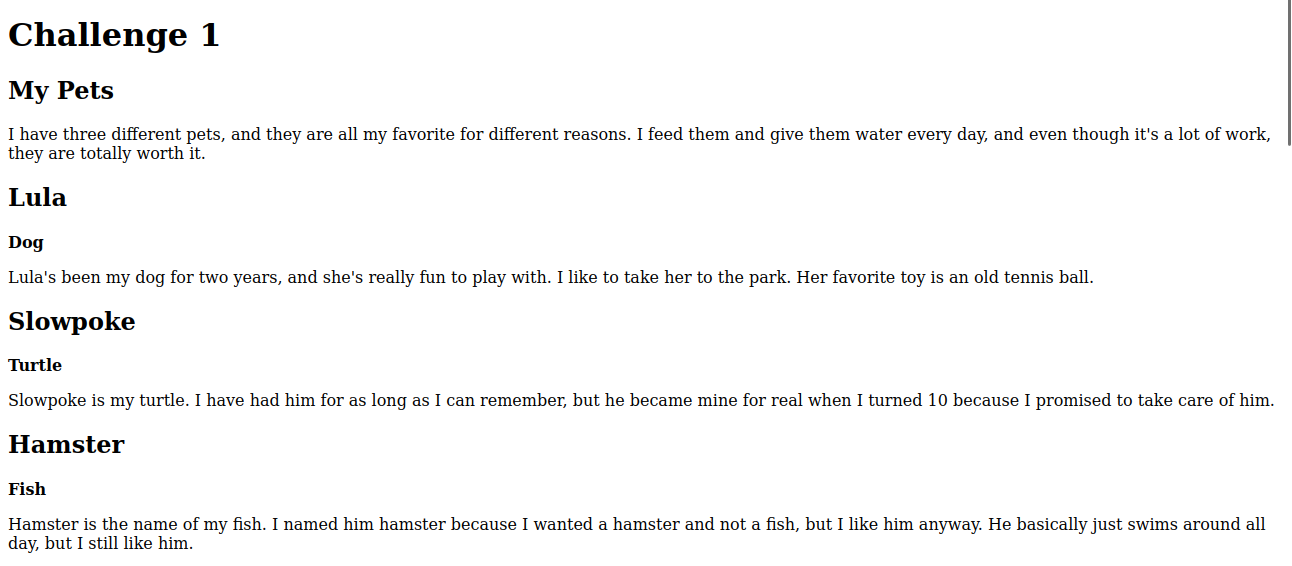 Challenge 1
My Pets
I have three different pets, and they are all my favorite for different reasons. I feed them and give them water every day, and even though it's a lot of work,
they are totally worth it.
Lula
Dog
Lula's been my dog for two years, and she's really fun to play with. I like to take her to the park. Her favorite toy is an old tennis ball.
Slowpoke
Turtle
Slowpoke is my turtle. I have had him for as long as I can remember, but he became mine for real when I turned 10 because I promised to take care of him.
Hamster
Fish
Hamster is the name of my fish. I named him hamster because I wanted a hamster and not a fish, but I like him anyway. He basically just swims around all
day, but I still like him.